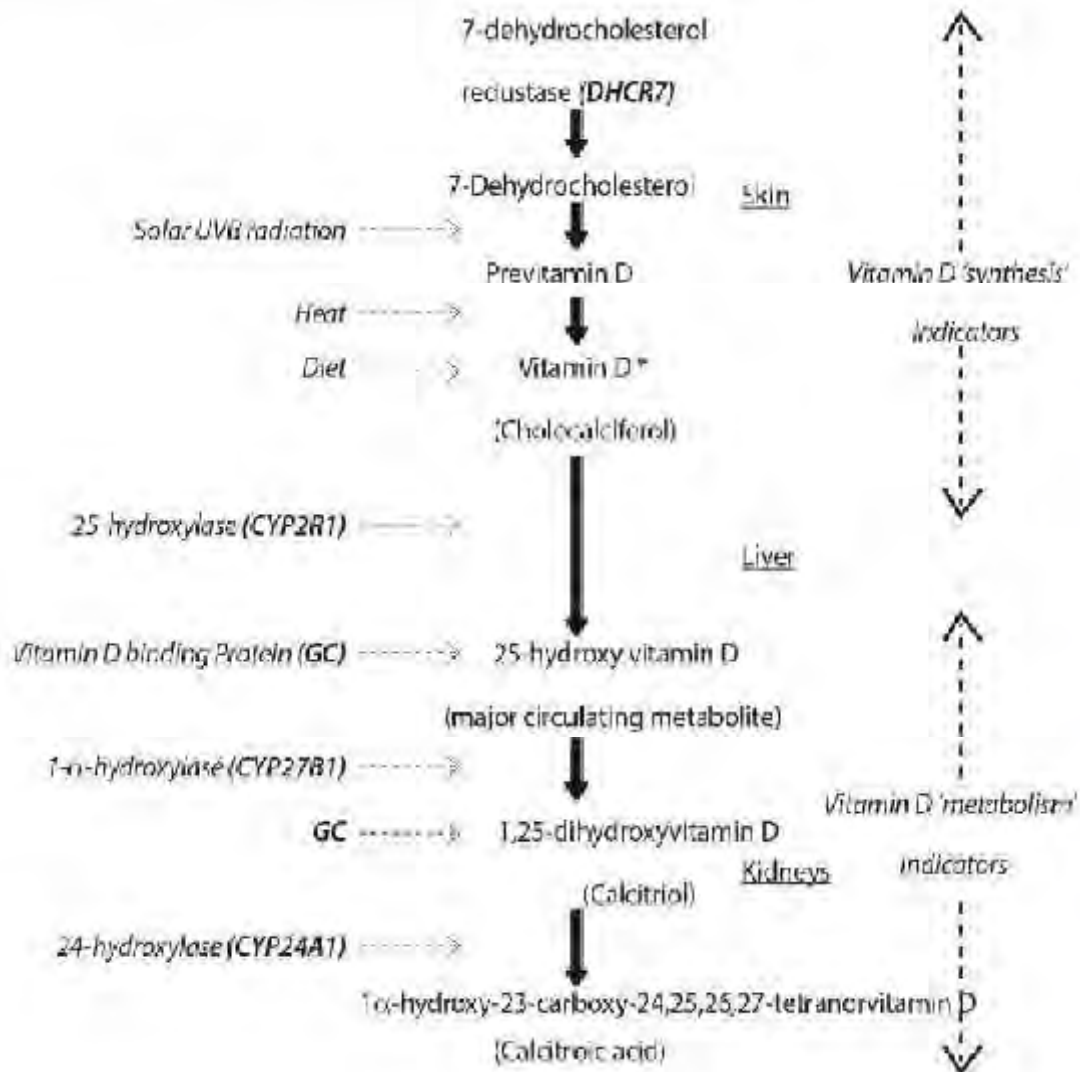 7-dehydrocholesterol
reductase (DHCR7)
7-Dehydrocholesterol
Skin
Solar UVB radiation
Previtamin D
Vitamin D 'synthesis'
Heat
Indicators
Diet
Vitamin D *
(Cholecalciferol)
25-hydroxylase (CYP2R1)
Liver
Vitamin D binding Protein (GC)
25-hydroxy vitamin D
(major circulating metabolite)
1-α-hydroxylase (CYP27B1)
Vitamin D 'metabolism'
GC
1,25-dihydroxyvitamin D
Kidneys
Indicators
(Calcitriol)
24-hydroxylase (CYP24A1)
1α-hydroxy-23-carboxy-24,25,26,27-tetranorvitamin D
(Calcitroic acid)